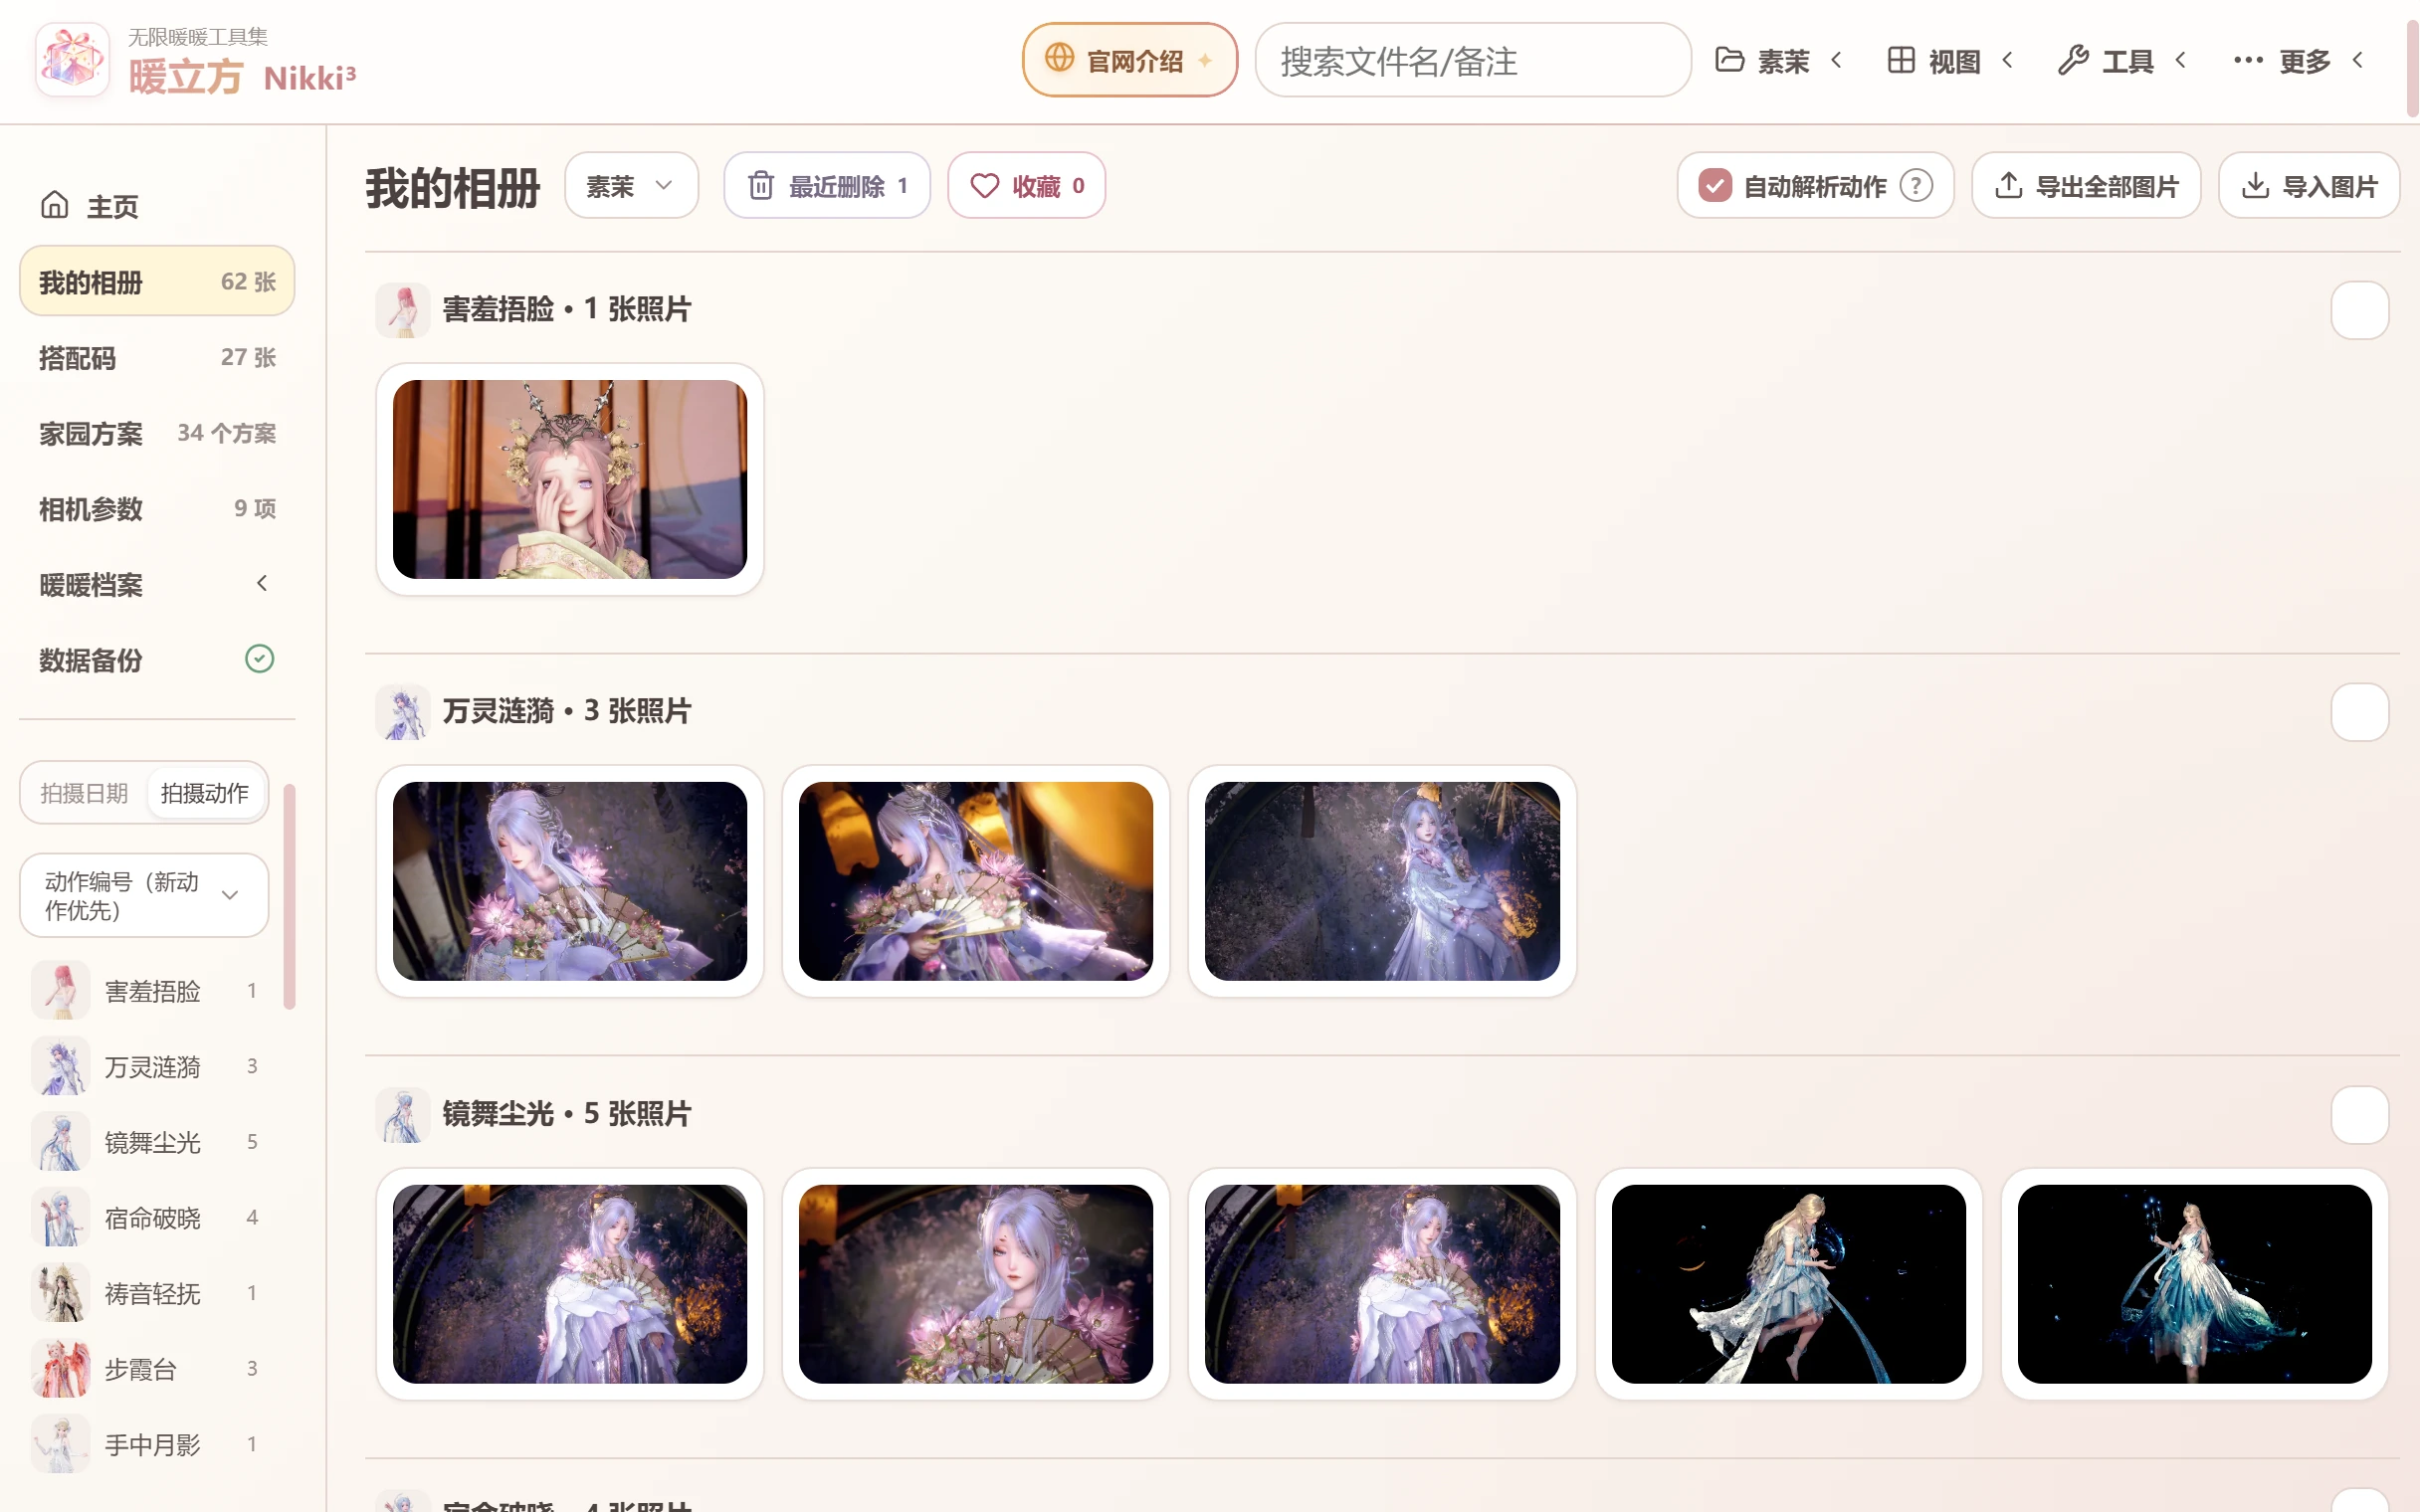 无限暖暖工具集
暖立方 Nikki³
官网介绍
搜索文件名/备注
素茉
视图
工具
更多
主页
我的相册 62 张
搭配码 27 张
家园方案 34 个方案
相机参数 9 项
暖暖档案
数据备份
拍摄日期 拍摄动作
动作编号（新动
作优先）
害羞捂脸 1
万灵涟漪 3
镜舞尘光 5
宿命破晓 4
祷音轻抚 1
步霞台 3
手中月影 1
我的相册
素茉
最近删除 1
收藏 0
自动解析动作 ?
导出全部图片
导入图片
害羞捂脸 • 1 张照片
万灵涟漪 • 3 张照片
镜舞尘光 • 5 张照片
宿命破晓 • 4 张照片